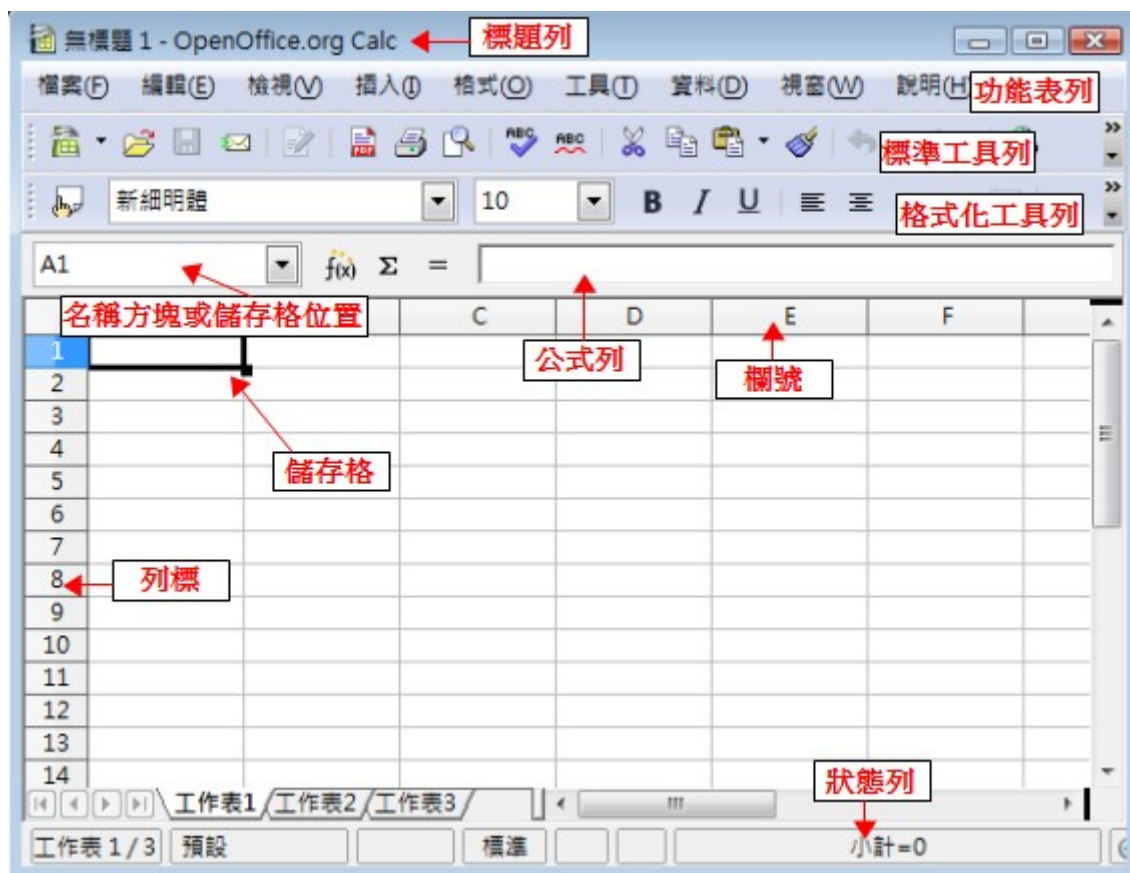 無標題 1 - OpenOffice.org Calc 標題列
檔案(F) 編輯(E) 檢視(V) 插入(I) 格式(O) 工具(T) 資料(D) 視窗(W) 說明(H) 功能表列
PDF ABC ABC 標準工具列
新細明體 10 B I U 格式化工具列
A1 f(x) Σ =
名稱方塊或儲存格位置 C D E F
1 公式列
2 欄號
3
4 儲存格
5
6
7
8 列標
9
10
11
12
13
14 狀態列
工作表1 工作表2 工作表3
工作表 1 / 3 預設 標準 小計=0